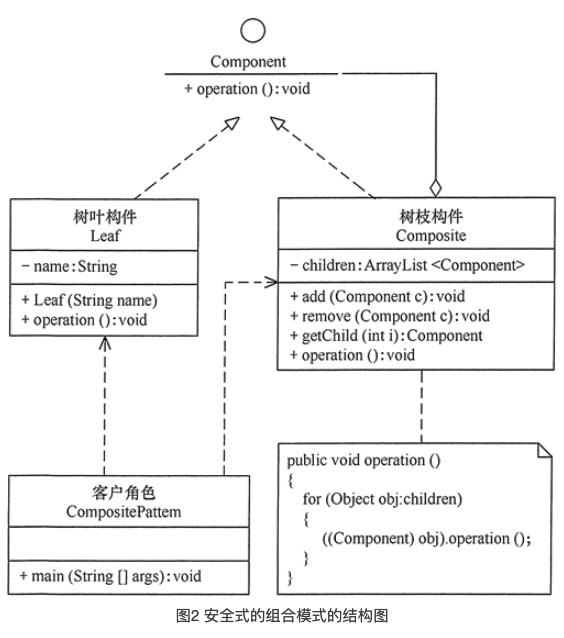 Component
+ operation ():void
树叶构件
Leaf
- name:String
+ Leaf (String name)
+ operation ():void
树枝构件
Composite
- children:ArrayList <Component>
+ add (Component c):void
+ remove (Component c):void
+ getChild (int i):Component
+ operation ():void
客户角色
CompositePattem
+ main (String [] args):void
public void operation ()
{
for (Object obj:children)
{
((Component) obj).operation ();
}
}
图2 安全式的组合模式的结构图